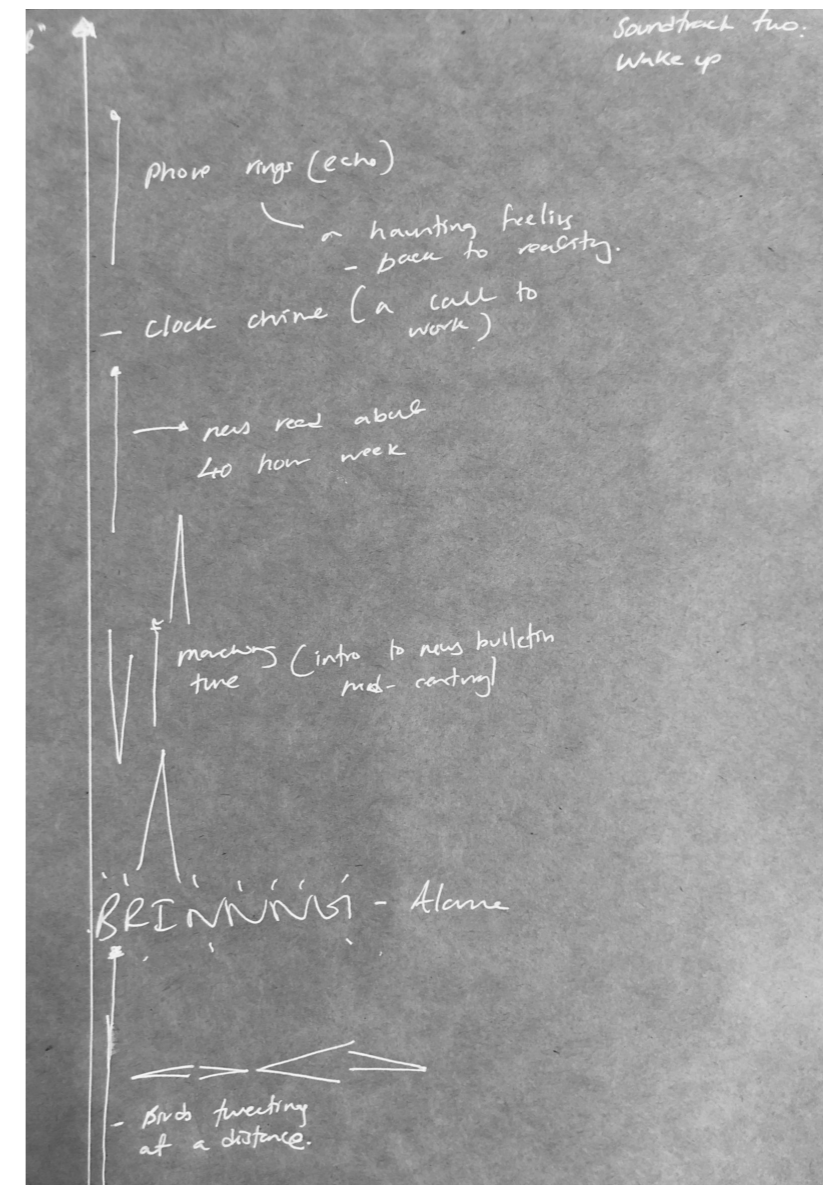 Soundtrack two:
Wake up
Phone rings (echo)
a haunting feeling
- back to reality.
- Clock chime (a call to
work)
news read about
40 hour week
marching (intro to news bulletin
tune mid-century)
BRINNNNG - Alarm
- Birds tweeting
at a distance.